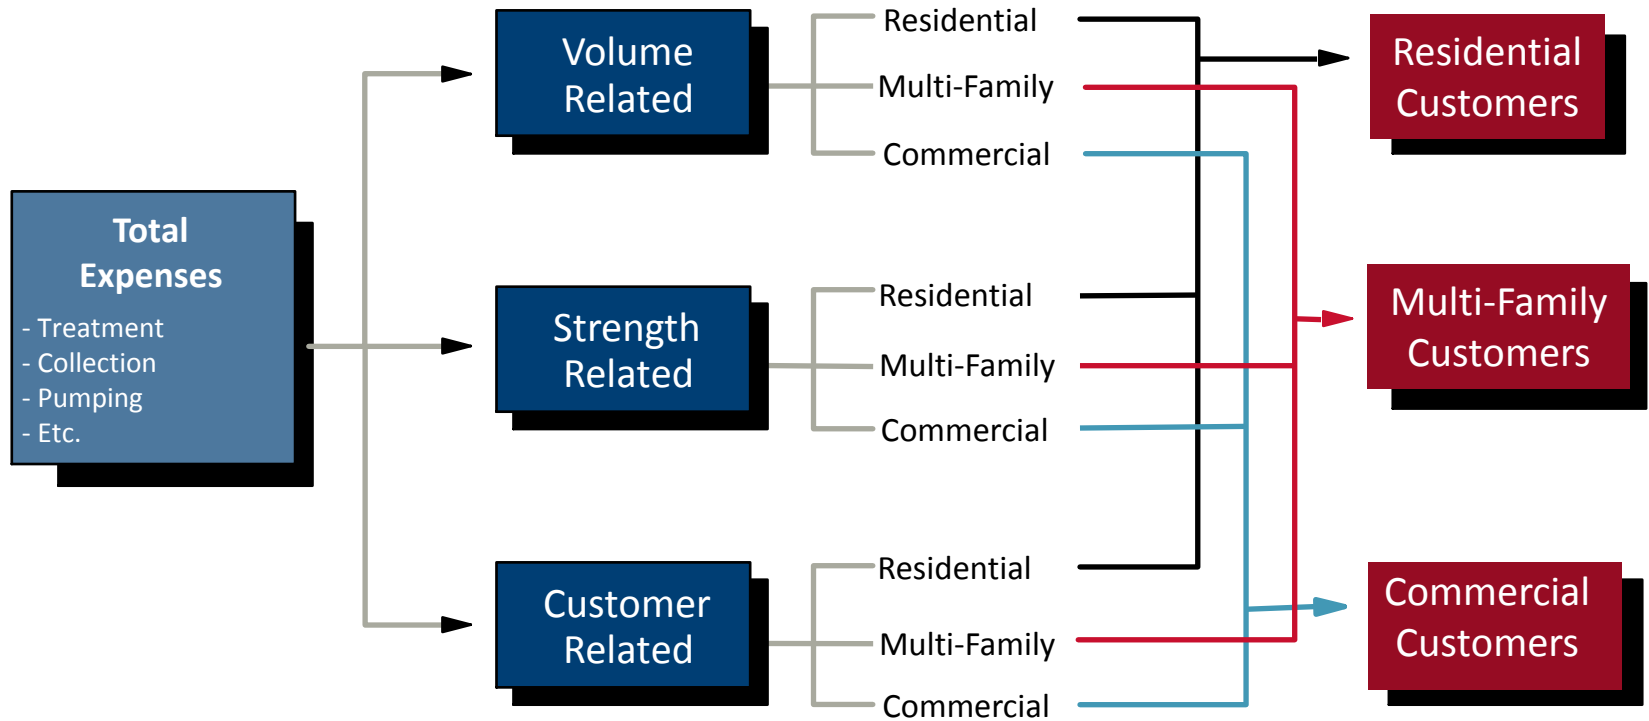 Total
Expenses
- Treatment
- Collection
- Pumping
- Etc.
Volume
Related
Residential
Multi-Family
Commercial
Strength
Related
Residential
Multi-Family
Commercial
Customer
Related
Residential
Multi-Family
Commercial
Residential
Customers
Multi-Family
Customers
Commercial
Customers